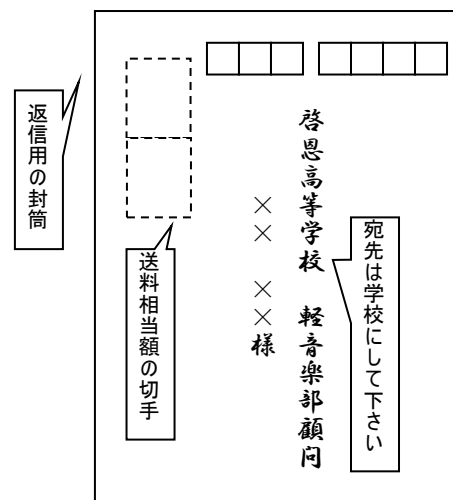 啓恩高等学校　軽音楽部顧問
××　××様
宛先は学校にして下さい
送料相当額の切手
返信用の封筒